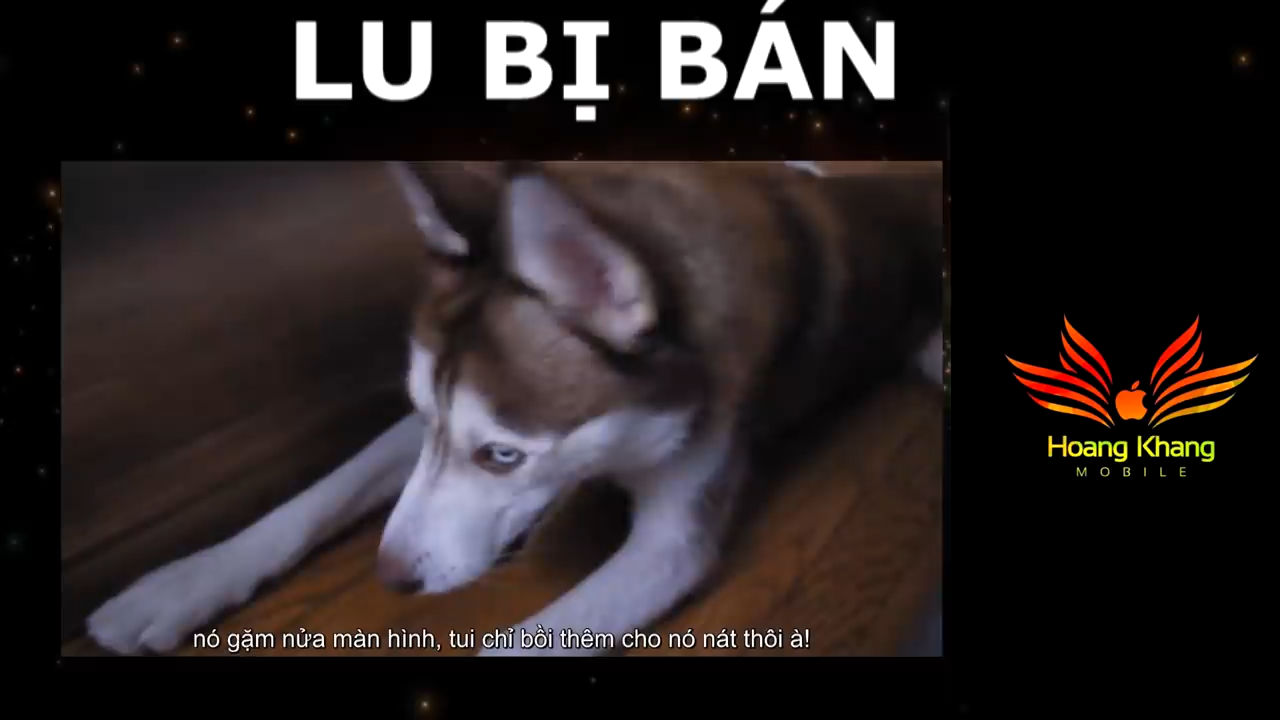 LU BỊ BÁN
Hoang Khang
MOBILE
nó gặm nửa màn hình, tui chỉ bồi thêm cho nó nát thôi à!